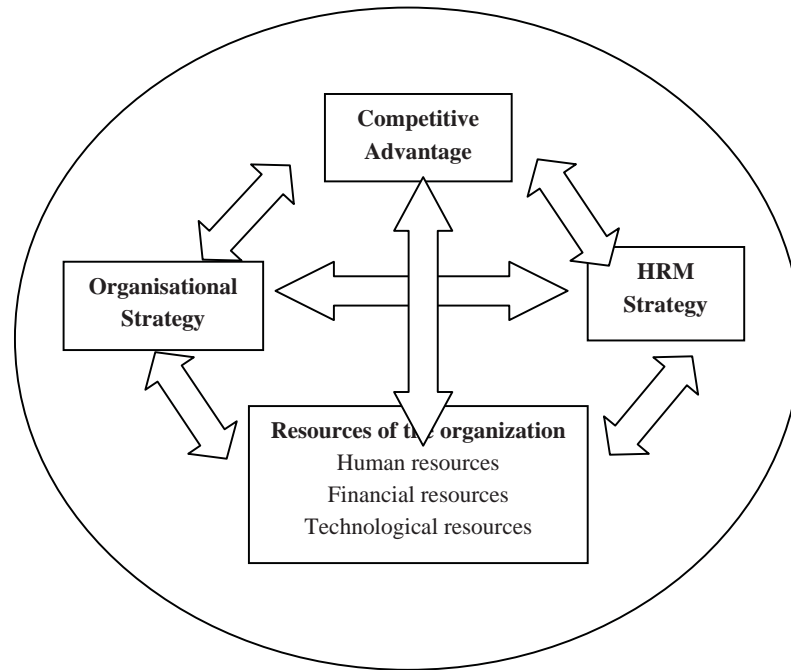 Competitive
Advantage
Organisational
Strategy
HRM
Strategy
Resources of the organization
Human resources
Financial resources
Technological resources